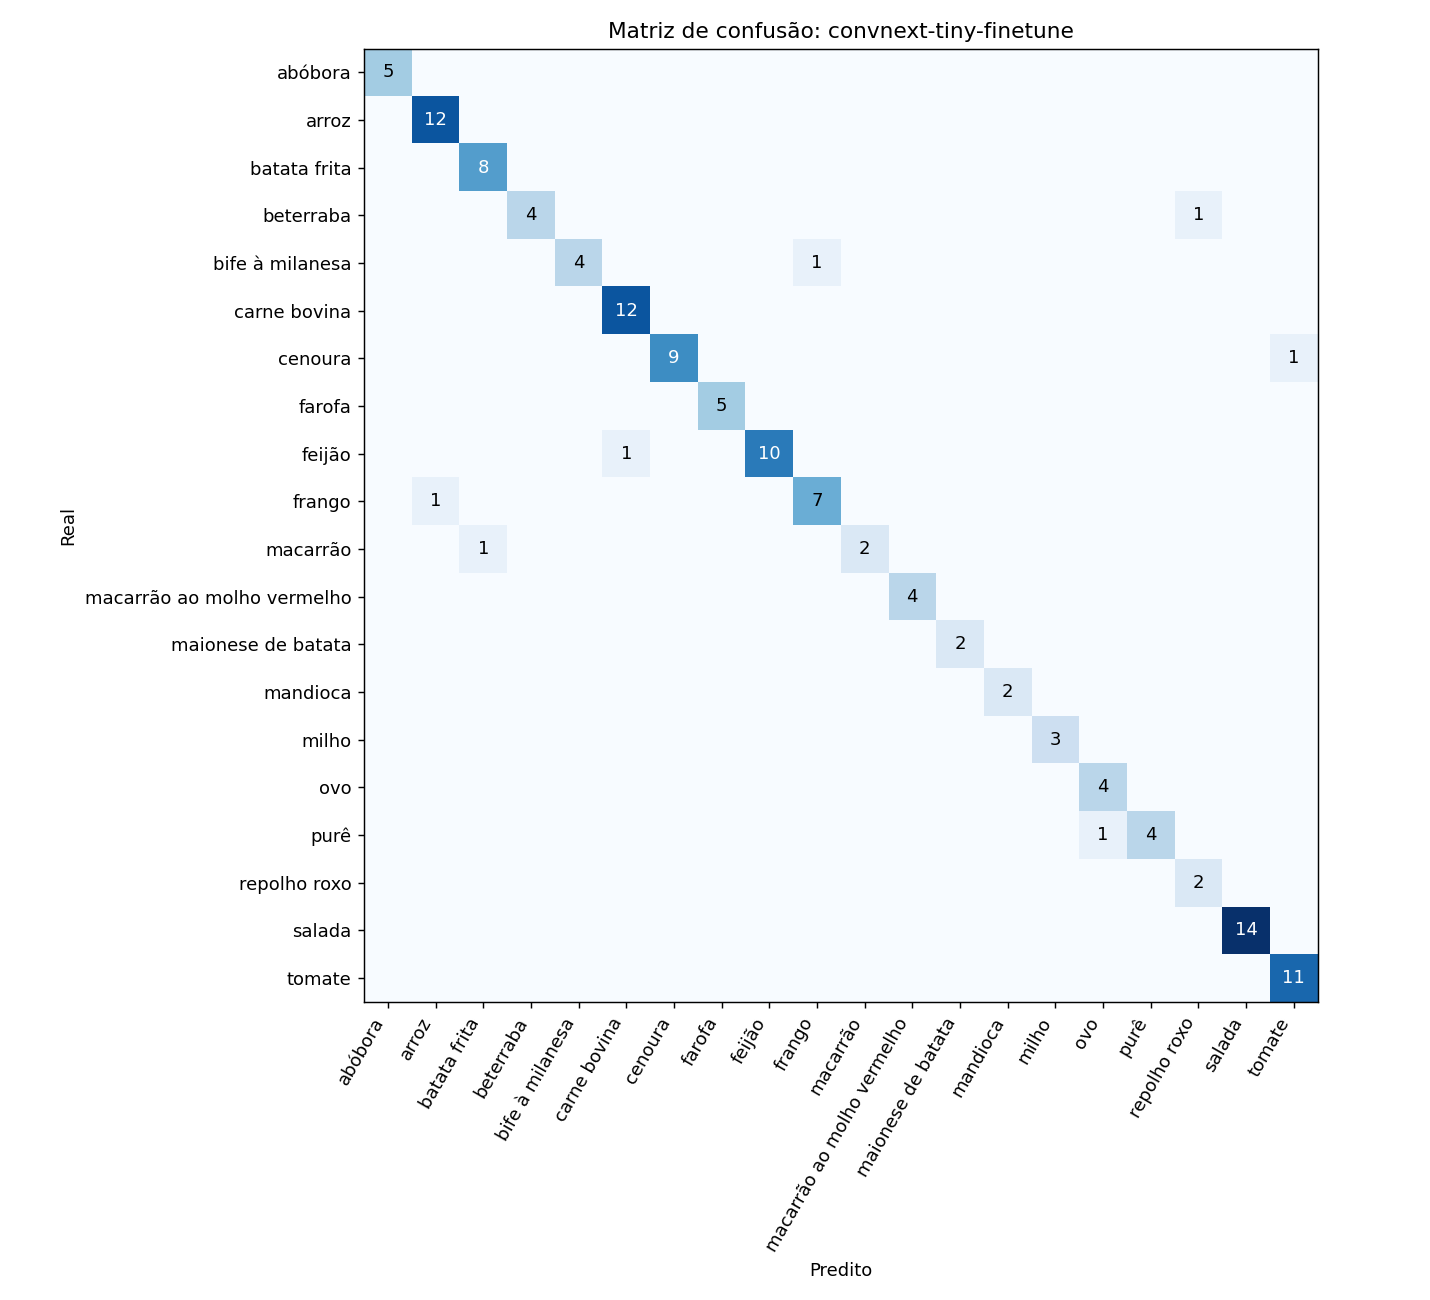 Matriz de confusão: convnext-tiny-finetune
abóbora 5
arroz 12
batata frita 8
beterraba 4 1
bife à milanesa 4 1
carne bovina 12
cenoura 9 1
farofa 5
feijão 1 10
frango 1 7
macarrão 1 2
macarrão ao molho vermelho 4
maionese de batata 2
mandioca 2
milho 3
ovo 4
purê 1 4
repolho roxo 2
salada 14
tomate 11
Real
abóbora
arroz
batata frita
beterraba
bife à milanesa
carne bovina
cenoura
farofa
feijão
frango
macarrão
macarrão ao molho vermelho
maionese de batata
mandioca
milho
ovo
purê
repolho roxo
salada
tomate
Predito